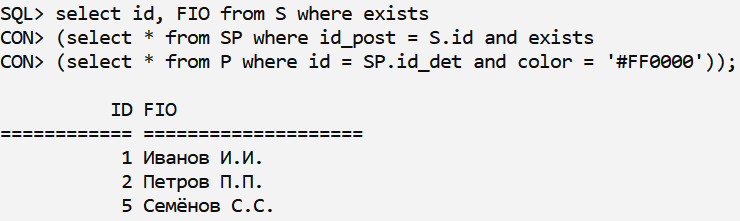 SQL> select id, FIO from S where exists
CON> (select * from SP where id_post = S.id and exists
CON> (select * from P where id = SP.id_det and color = '#FF0000'));
ID FIO
============ ====================
1 Иванов И.И.
2 Петров П.П.
5 Семёнов С.С.